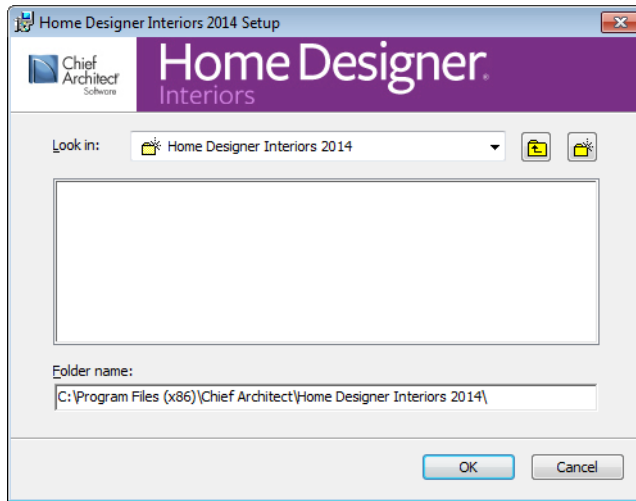 Home Designer Interiors 2014 Setup
Chief
Architect
Software
Home Designer®
Interiors
Look in:
Home Designer Interiors 2014
Folder name:
C:\Program Files (x86)\Chief Architect\Home Designer Interiors 2014\
OK
Cancel